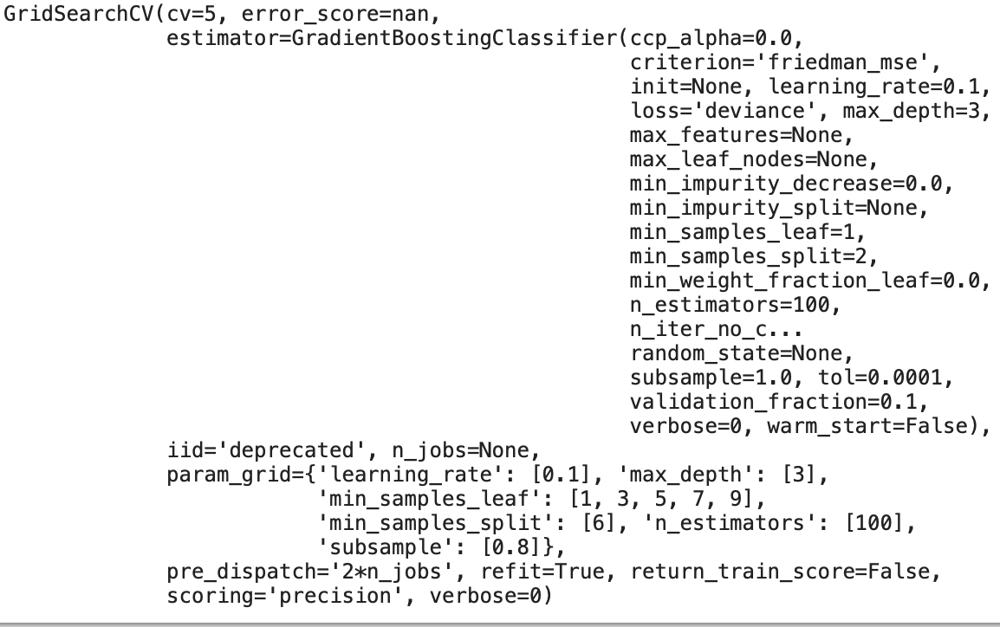 GridSearchCV(cv=5, error_score=nan,
             estimator=GradientBoostingClassifier(ccp_alpha=0.0,
                                                  criterion='friedman_mse',
                                                  init=None, learning_rate=0.1,
                                                  loss='deviance', max_depth=3,
                                                  max_features=None,
                                                  max_leaf_nodes=None,
                                                  min_impurity_decrease=0.0,
                                                  min_impurity_split=None,
                                                  min_samples_leaf=1,
                                                  min_samples_split=2,
                                                  min_weight_fraction_leaf=0.0,
                                                  n_estimators=100,
                                                  n_iter_no_c...
                                                  random_state=None,
                                                  subsample=1.0, tol=0.0001,
                                                  validation_fraction=0.1,
                                                  verbose=0, warm_start=False),
             iid='deprecated', n_jobs=None,
             param_grid={'learning_rate': [0.1], 'max_depth': [3],
                         'min_samples_leaf': [1, 3, 5, 7, 9],
                         'min_samples_split': [6], 'n_estimators': [100],
                         'subsample': [0.8]},
             pre_dispatch='2*n_jobs', refit=True, return_train_score=False,
             scoring='precision', verbose=0)